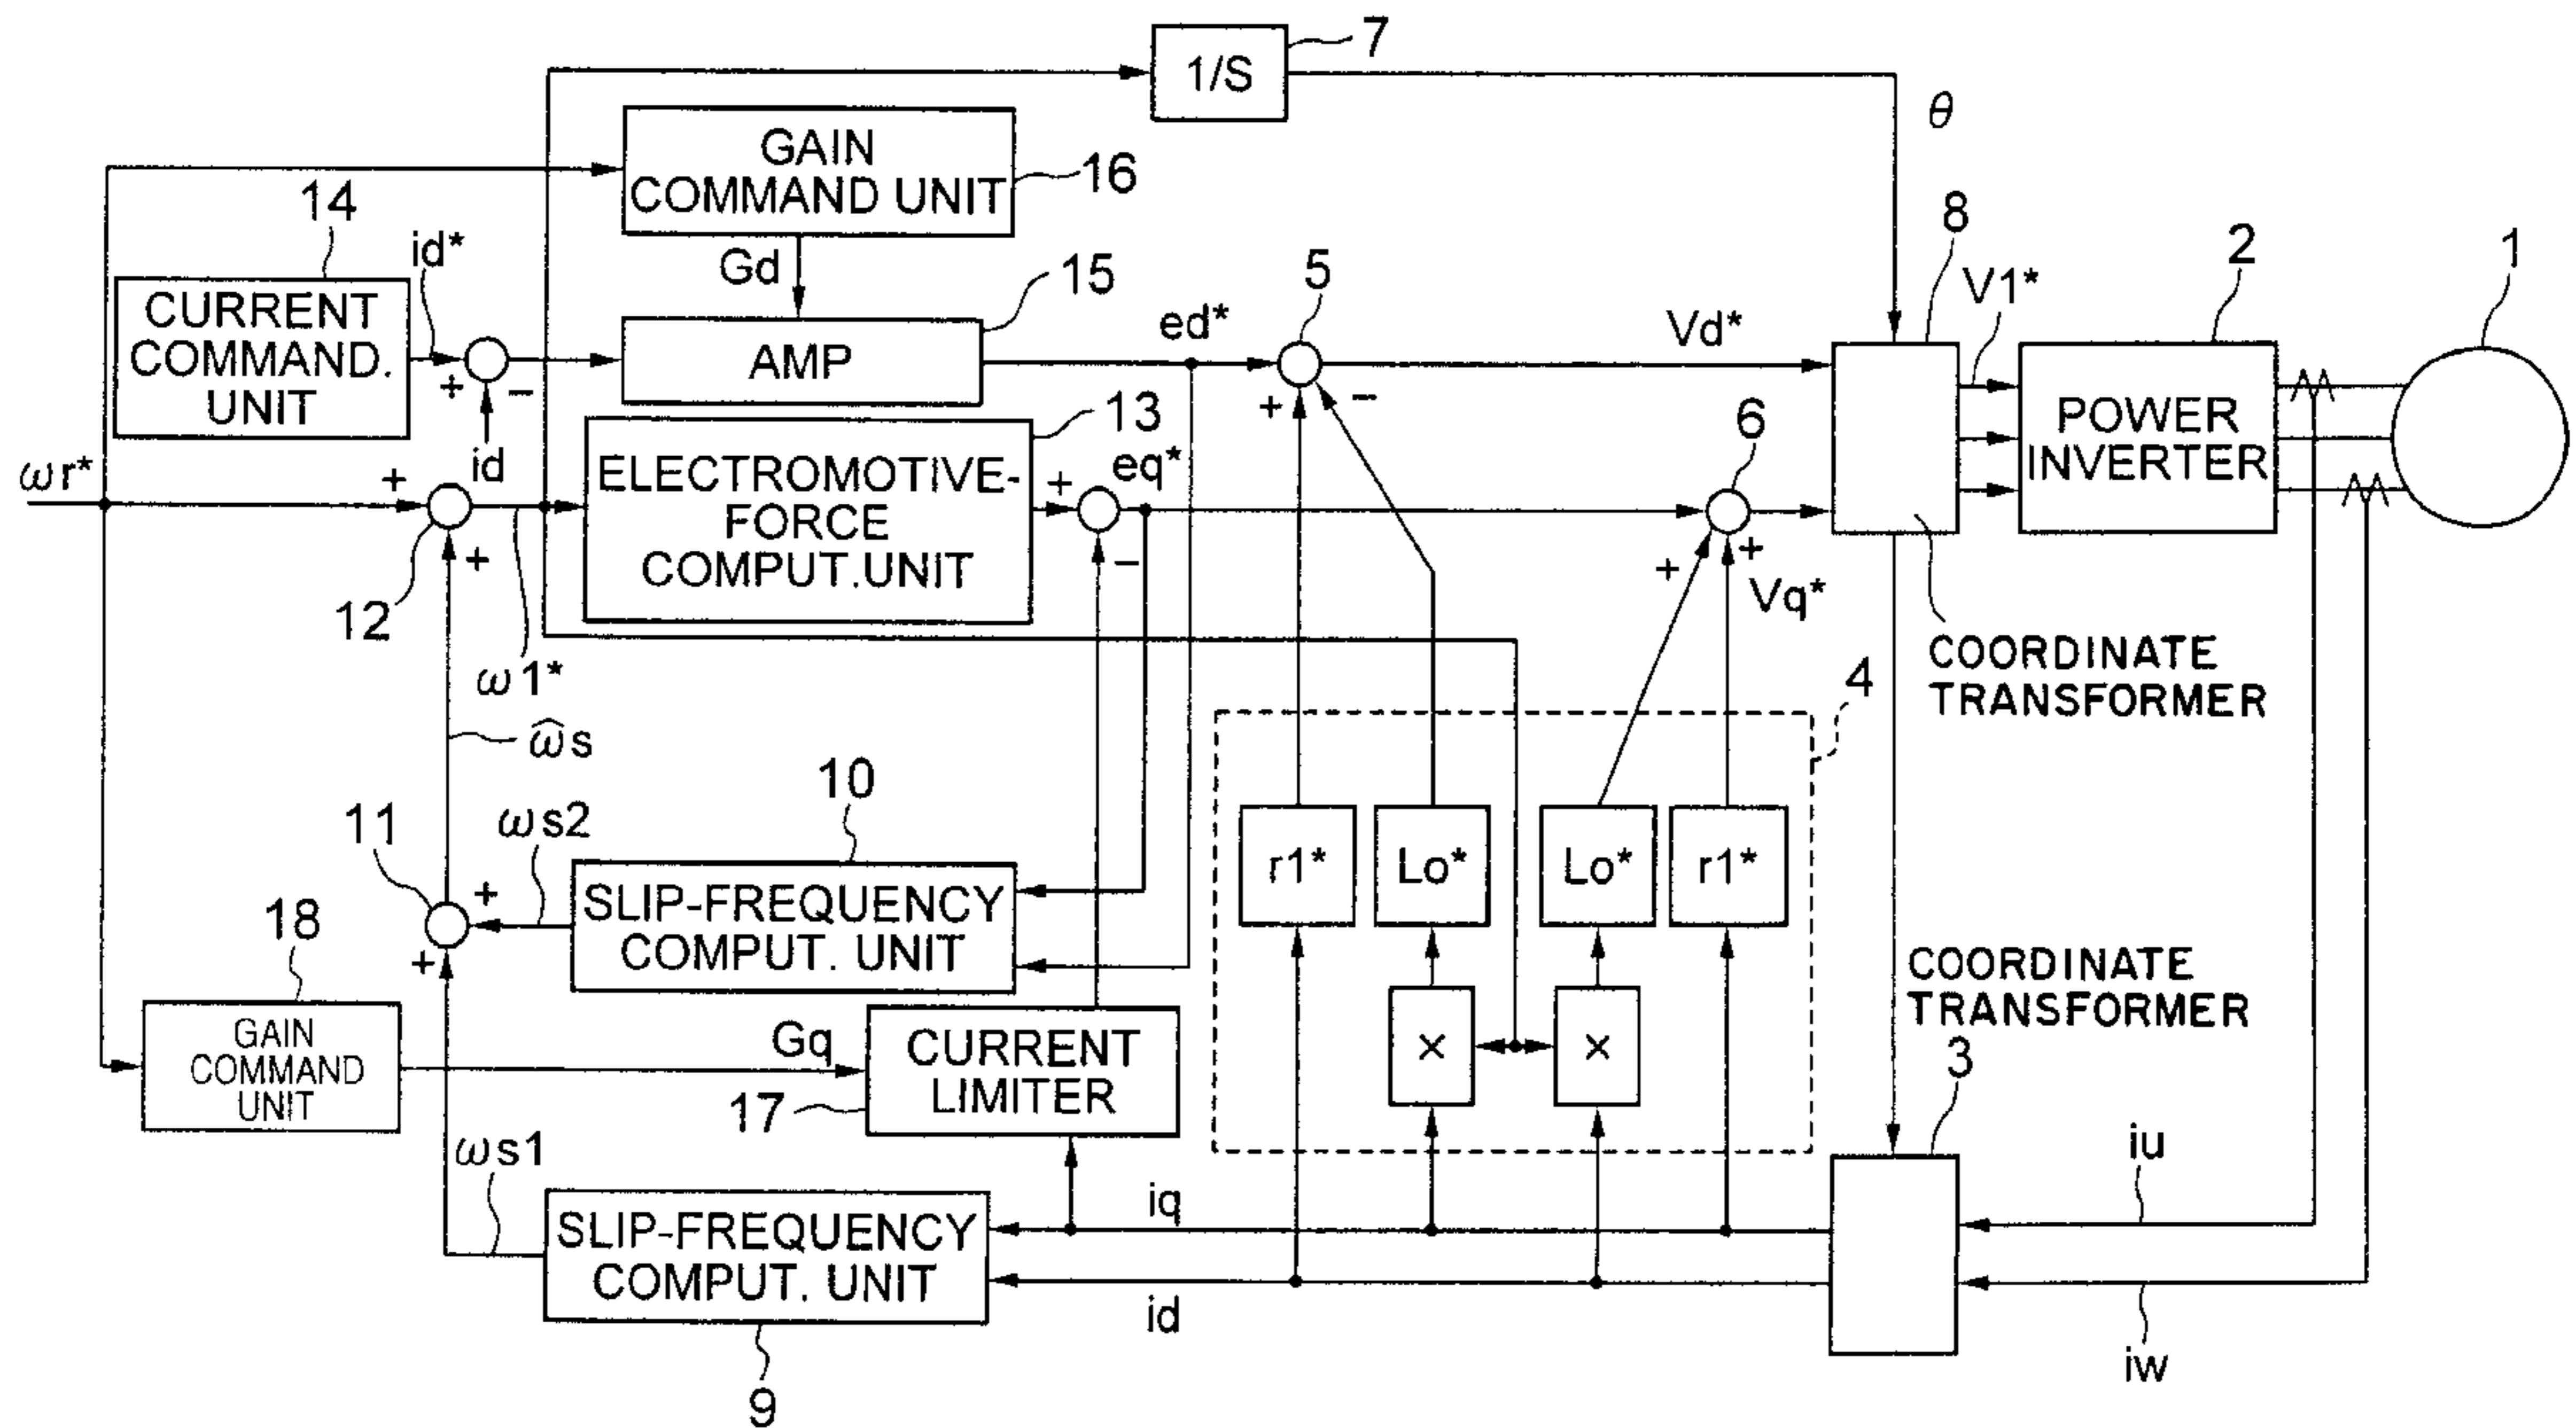 7
1/S
θ
GAIN
COMMAND UNIT
16
14
id*
Gd
8
2
1
5
15
V1*
CURRENT
COMMAND.
UNIT
+
−
AMP
ed*
Vd*
+
−
POWER
INVERTER
13
6
ωr*
+
id
ELECTROMOTIVE-
FORCE
COMPUT.UNIT
+
eq*
−
12
+
+
+
Vq*
ω1*
COORDINATE
TRANSFORMER
4
ω̂s
10
11
ωs2
+
+
SLIP-FREQUENCY
COMPUT. UNIT
r1*
Lo*
Lo*
r1*
18
COORDINATE
TRANSFORMER
3
GAIN
COMMAND
UNIT
Gq
CURRENT
LIMITER
17
×
×
ωs1
iu
iq
SLIP-FREQUENCY
COMPUT. UNIT
id
iw
9